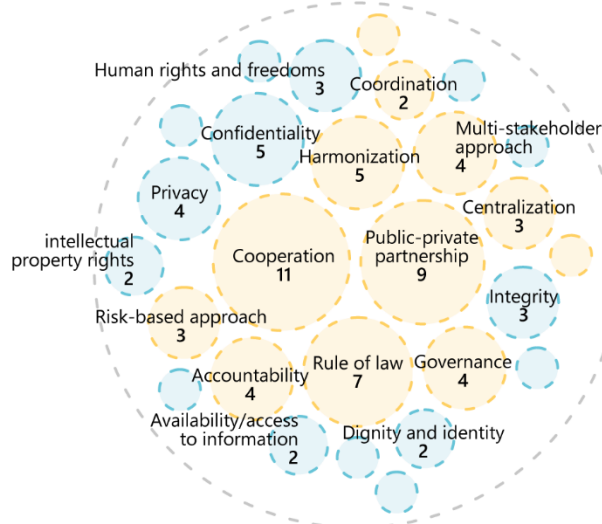 Human rights and freedoms
3
Coordination
2
Confidentiality
5
Harmonization
5
Multi-stakeholder
approach
4
Privacy
4
Centralization
3
intellectual
property rights
2
Cooperation
11
Public-private
partnership
9
Integrity
3
Risk-based approach
3
Accountability
4
Rule of law
7
Governance
4
Availability/access
to information
2
Dignity and identity
2